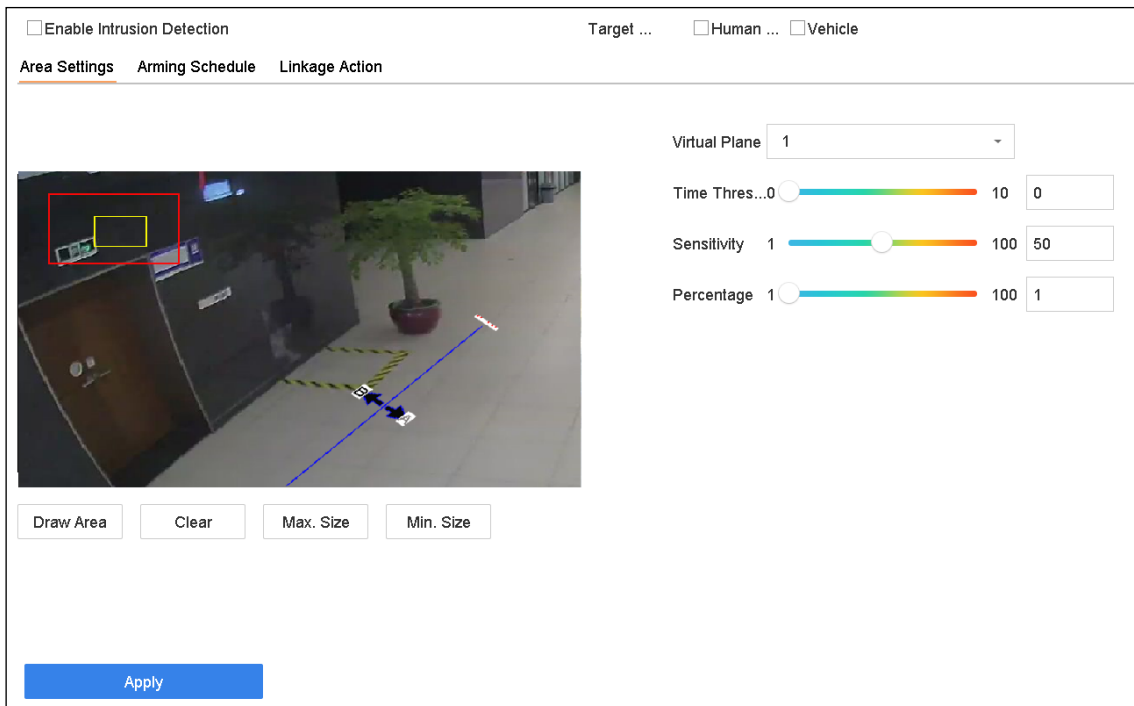 Enable Intrusion Detection Target ... Human ... Vehicle
Area Settings Arming Schedule Linkage Action
Virtual Plane 1
Time Thres...0 10 0
Sensitivity 1 100 50
Percentage 1 100 1
B
A
Draw Area Clear Max. Size Min. Size
Apply